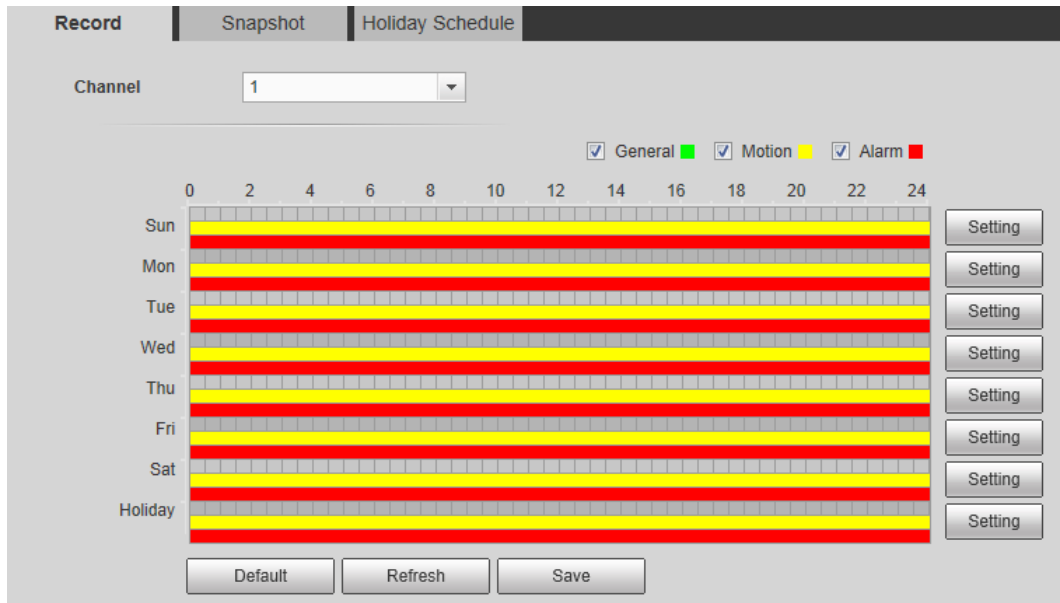 Record Snapshot Holiday Schedule
Channel 1
General Motion Alarm
0 2 4 6 8 10 12 14 16 18 20 22 24
Sun Setting
Mon Setting
Tue Setting
Wed Setting
Thu Setting
Fri Setting
Sat Setting
Holiday Setting
Default Refresh Save